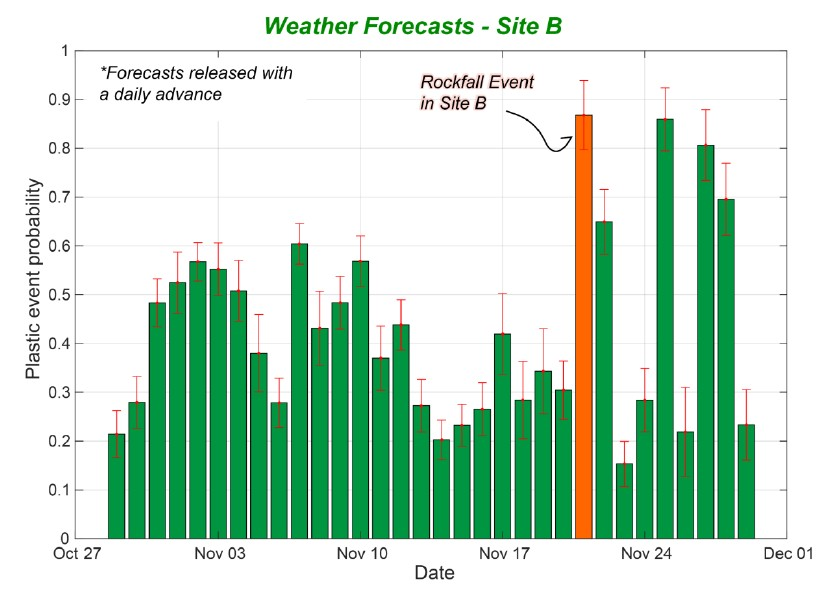 Weather Forecasts - Site B
*Forecasts released with
a daily advance
Rockfall Event
in Site B
Plastic event probability
1
0.9
0.8
0.7
0.6
0.5
0.4
0.3
0.2
0.1
0
Oct 27
Nov 03
Nov 10
Nov 17
Nov 24
Dec 01
Date